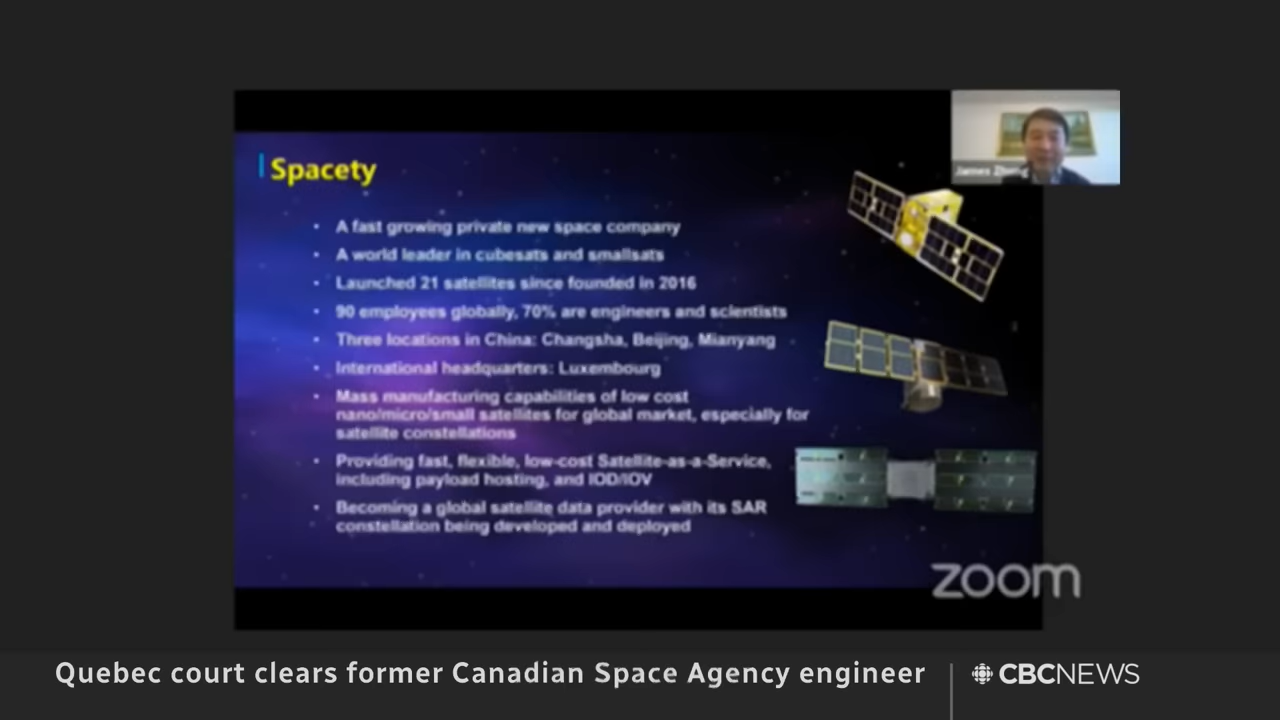 Spacety
James Zheng
• A fast growing private new space company
• A world leader in cubesats and smallsats
• Launched 21 satellites since founded in 2016
• 90 employees globally, 70% are engineers and scientists
• Three locations in China: Changsha, Beijing, Mianyang
• International headquarters: Luxembourg
• Mass manufacturing capabilities of low cost
nano/micro/small satellites for global market, especially for
satellite constellations
• Providing fast, flexible, low-cost Satellite-as-a-Service,
including payload hosting, and IOD/IOV
• Becoming a global satellite data provider with its SAR
constellation being developed and deployed
zoom
Quebec court clears former Canadian Space Agency engineer
CBCNEWS